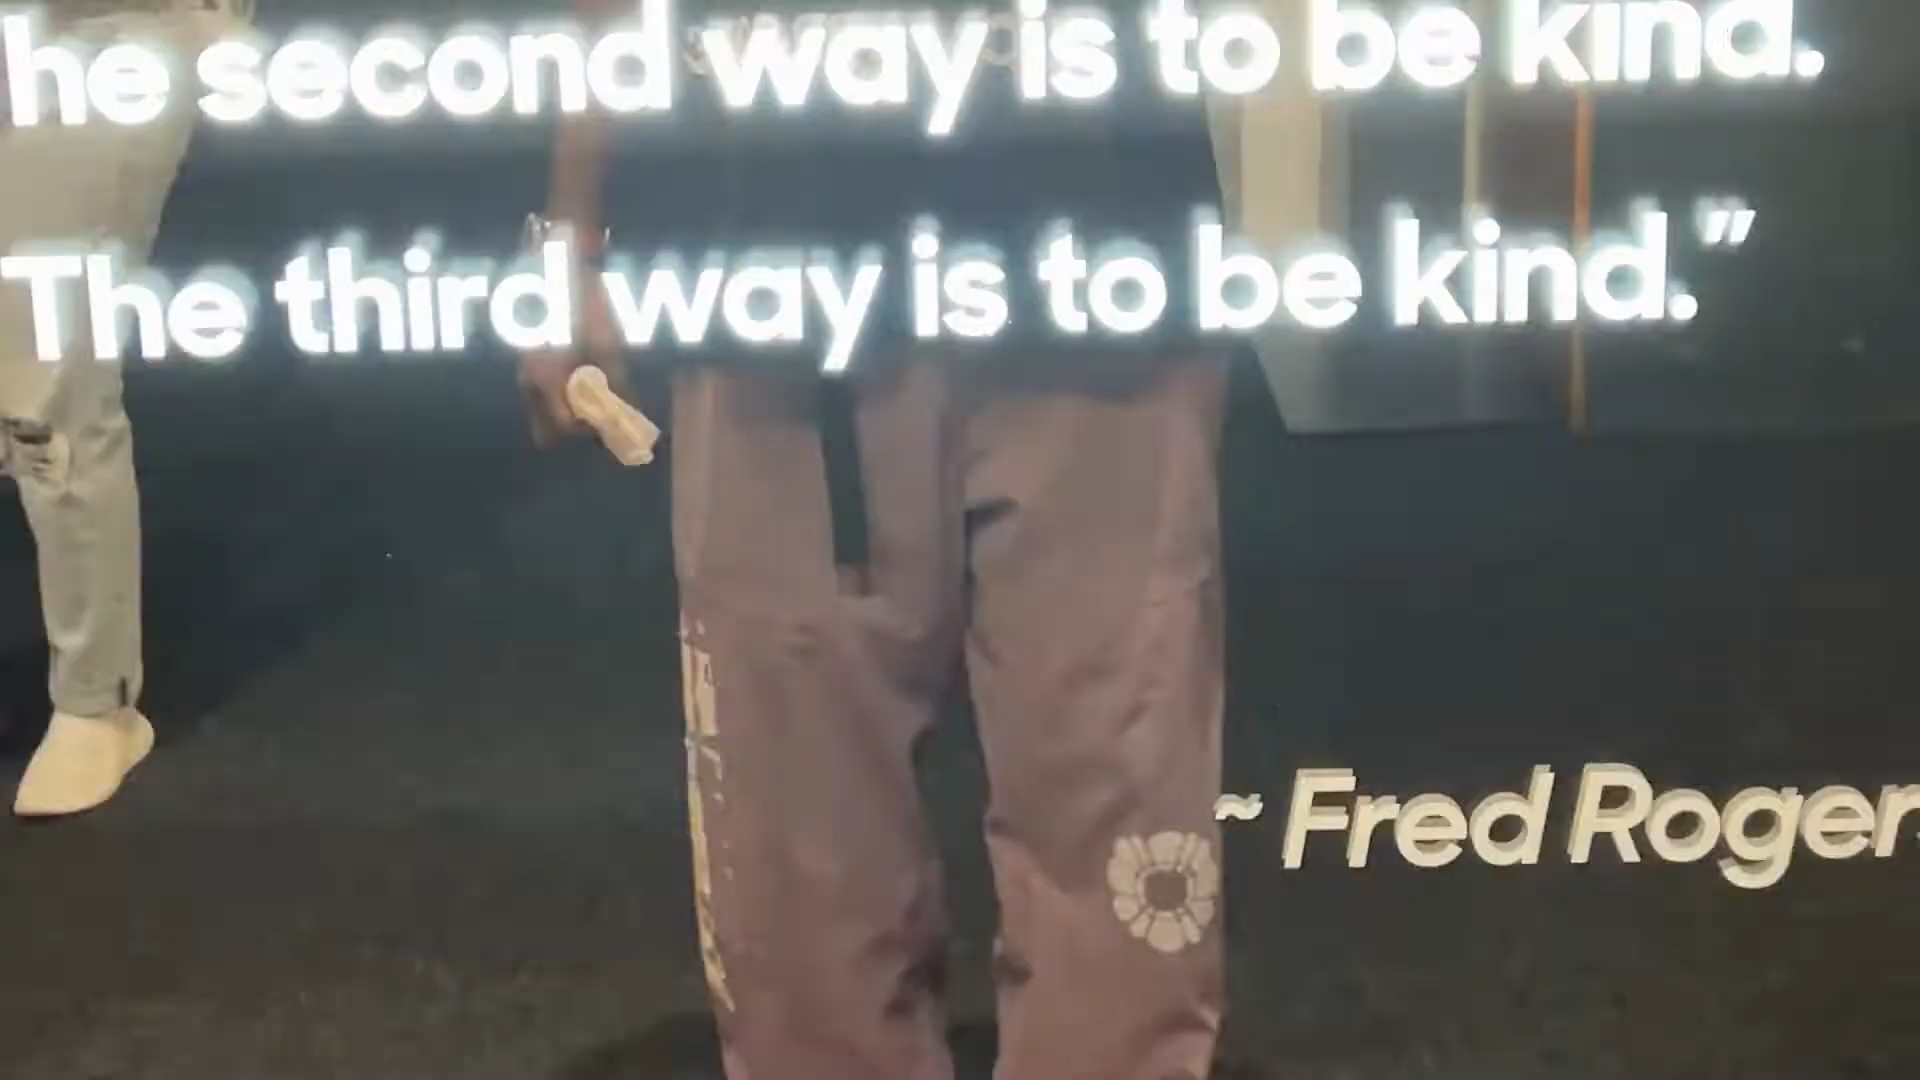 he second way is to be kind.
The third way is to be kind.”
~ Fred Roger